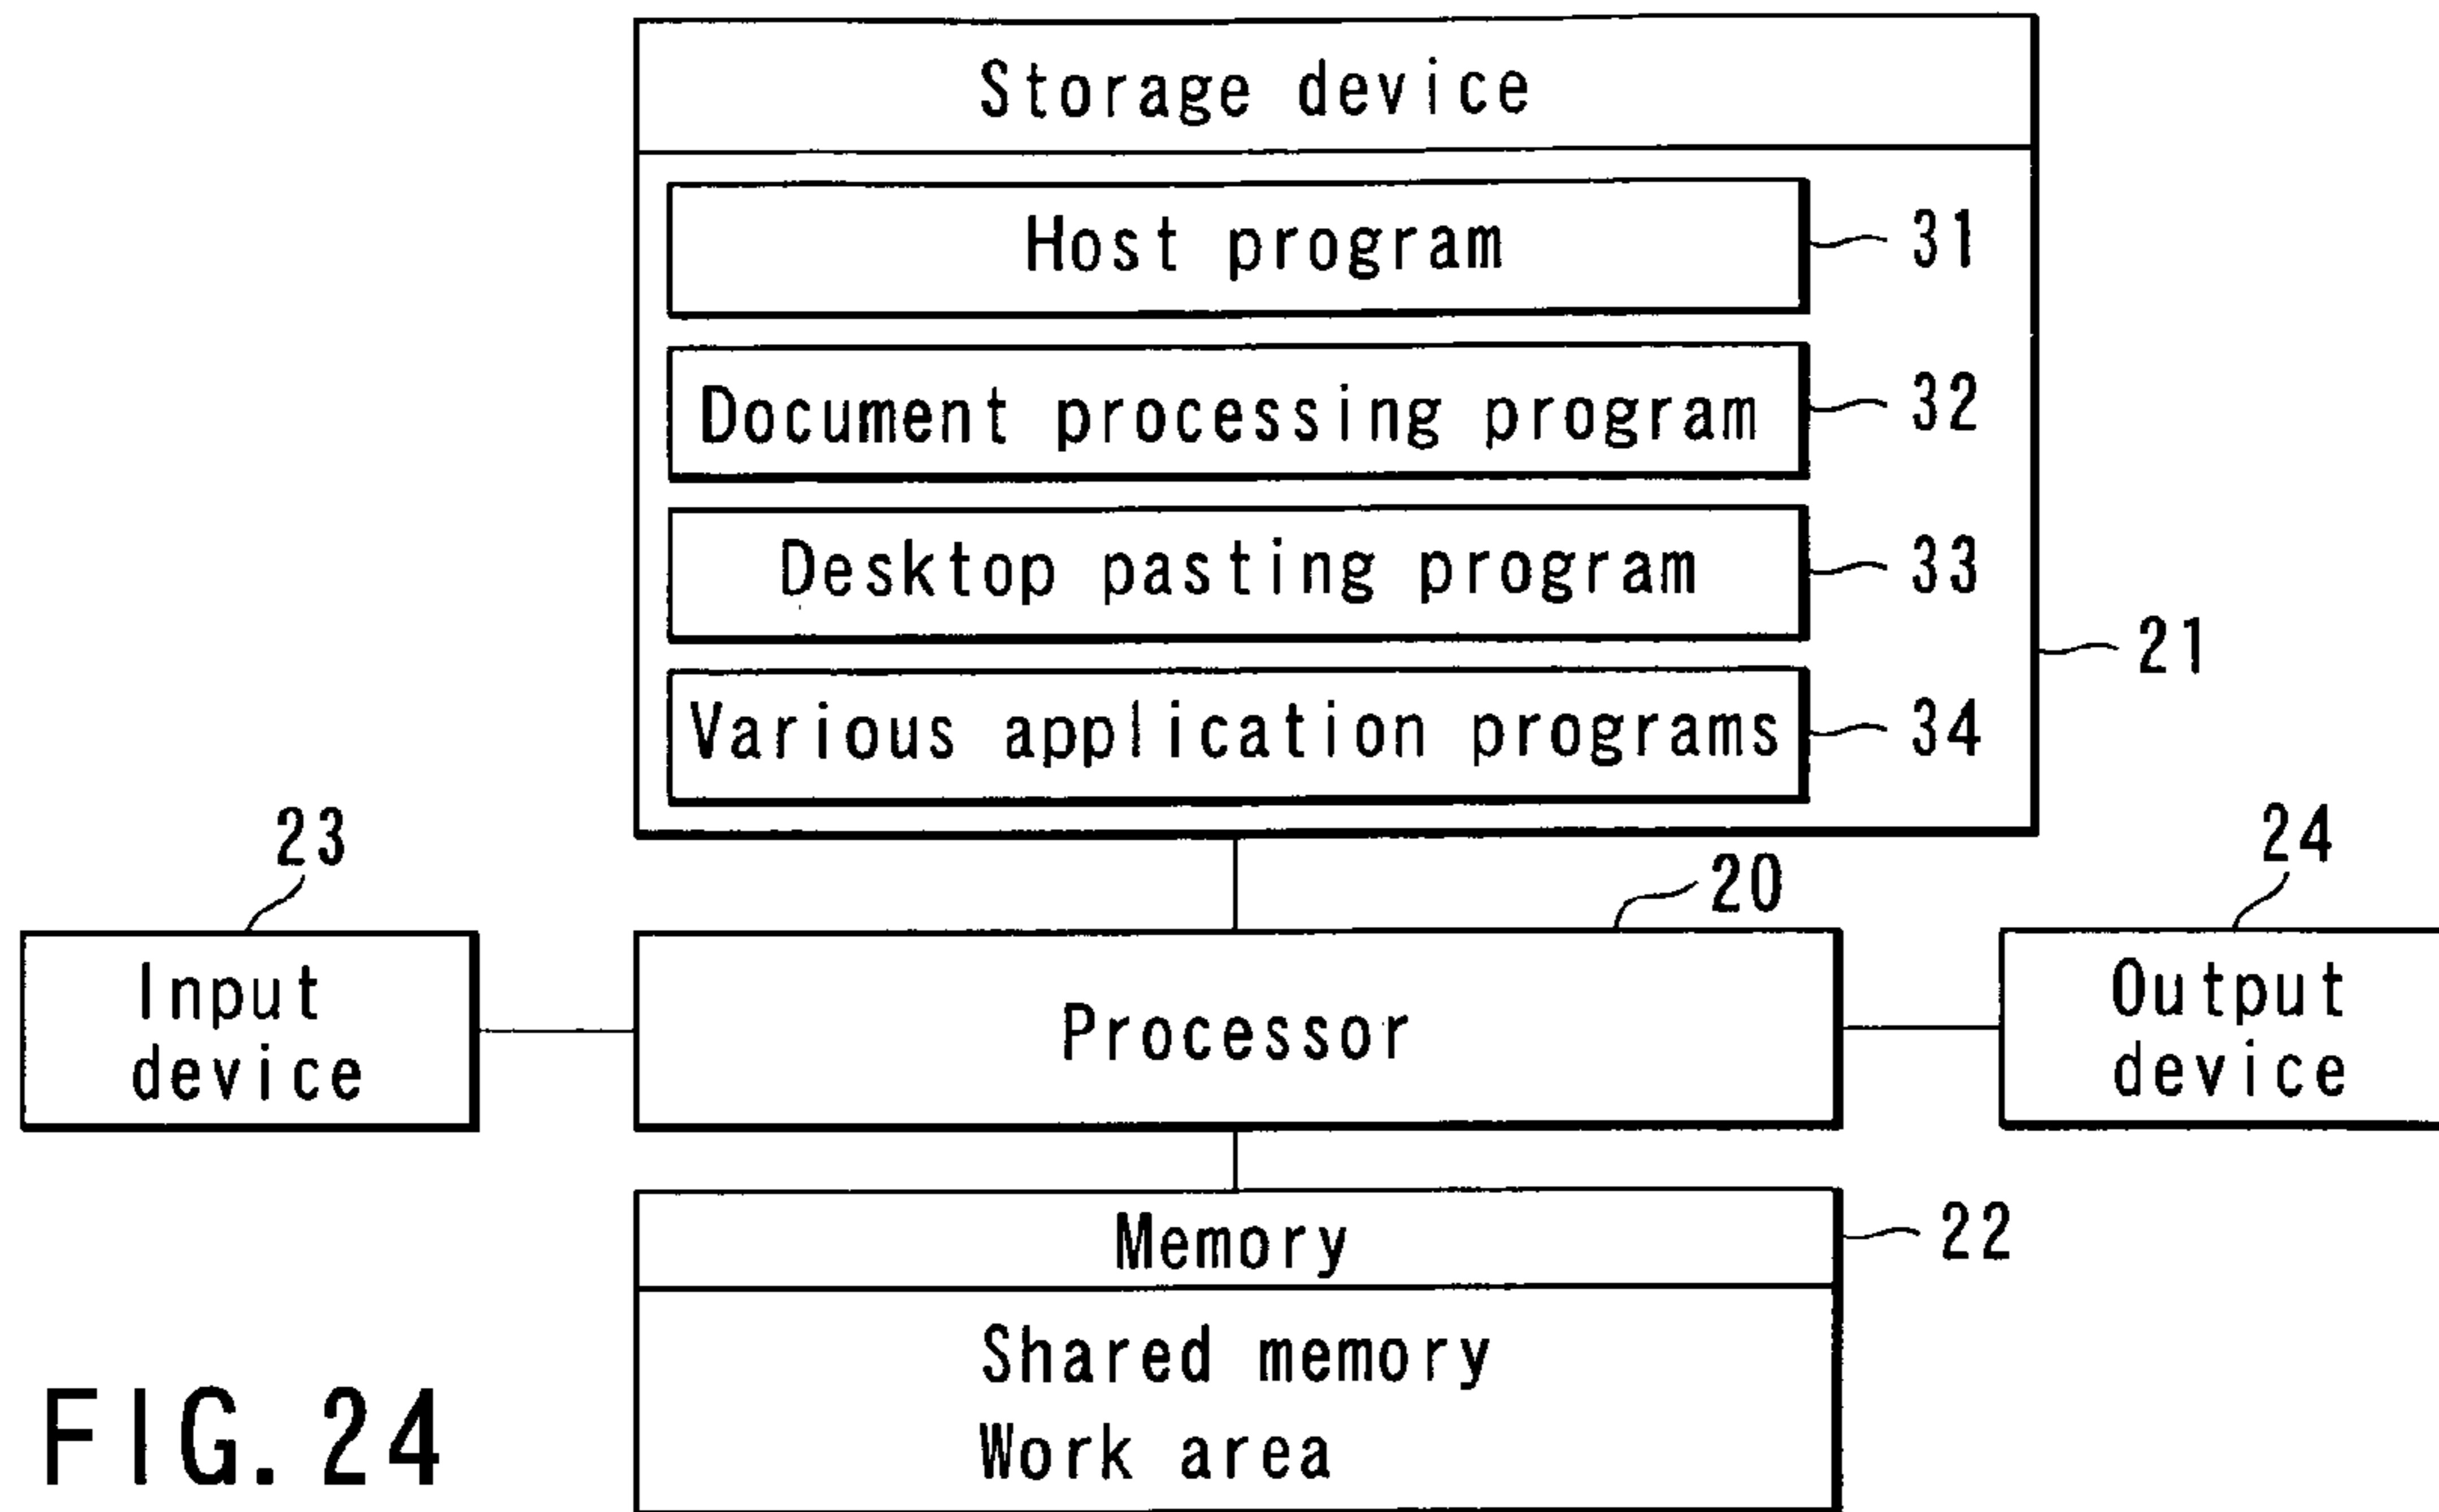 Storage device
Host program 31
Document processing program 32
Desktop pasting program 33
21
Various application programs 34
23
24
20
Input
device
Processor
Output
device
Memory 22
Shared memory
Work area
FIG. 24